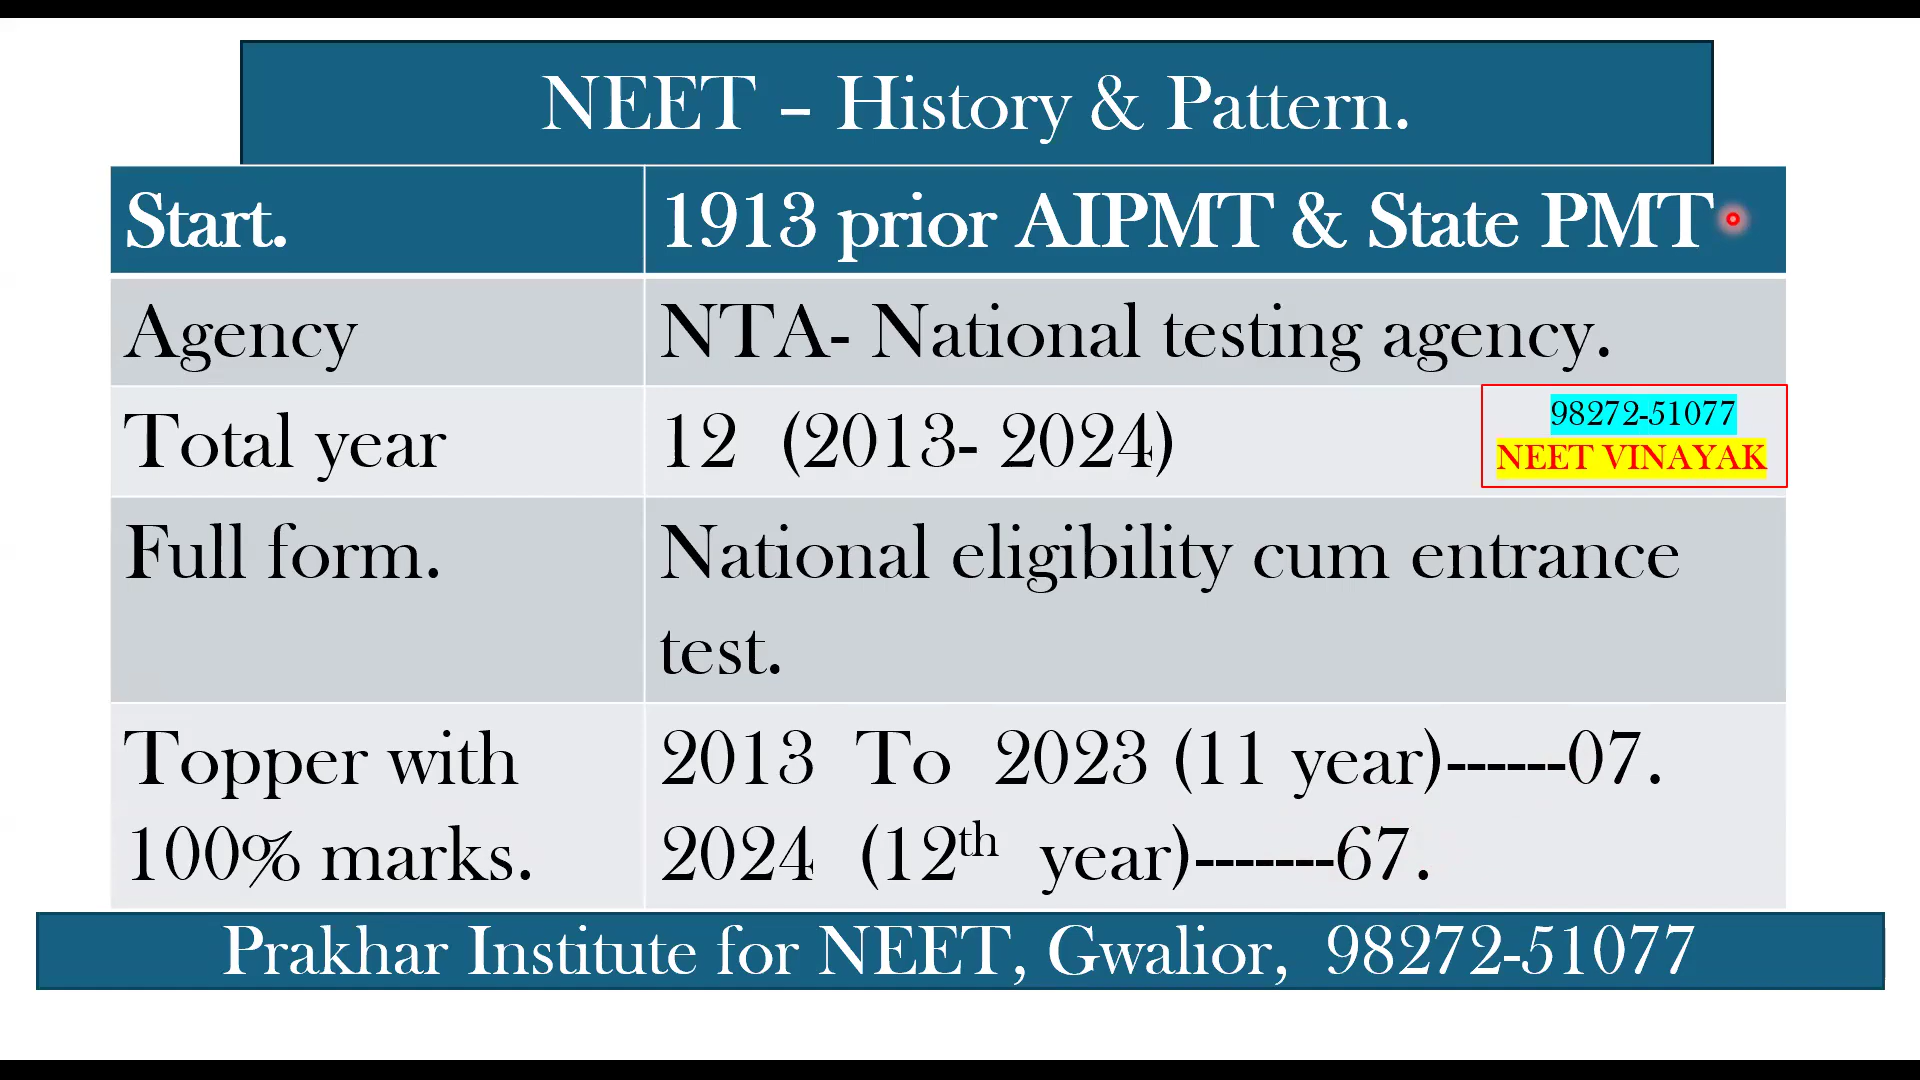 NEET – History & Pattern.
Start.
1913 prior AIPMT & State PMT
Agency
NTA- National testing agency.
Total year
12 (2013- 2024)
98272-51077
NEET VINAYAK
Full form.
National eligibility cum entrance
test.
Topper with
100% marks.
2013 To 2023 (11 year)------07.
2024 (12th year)-------67.
Prakhar Institute for NEET, Gwalior, 98272-51077